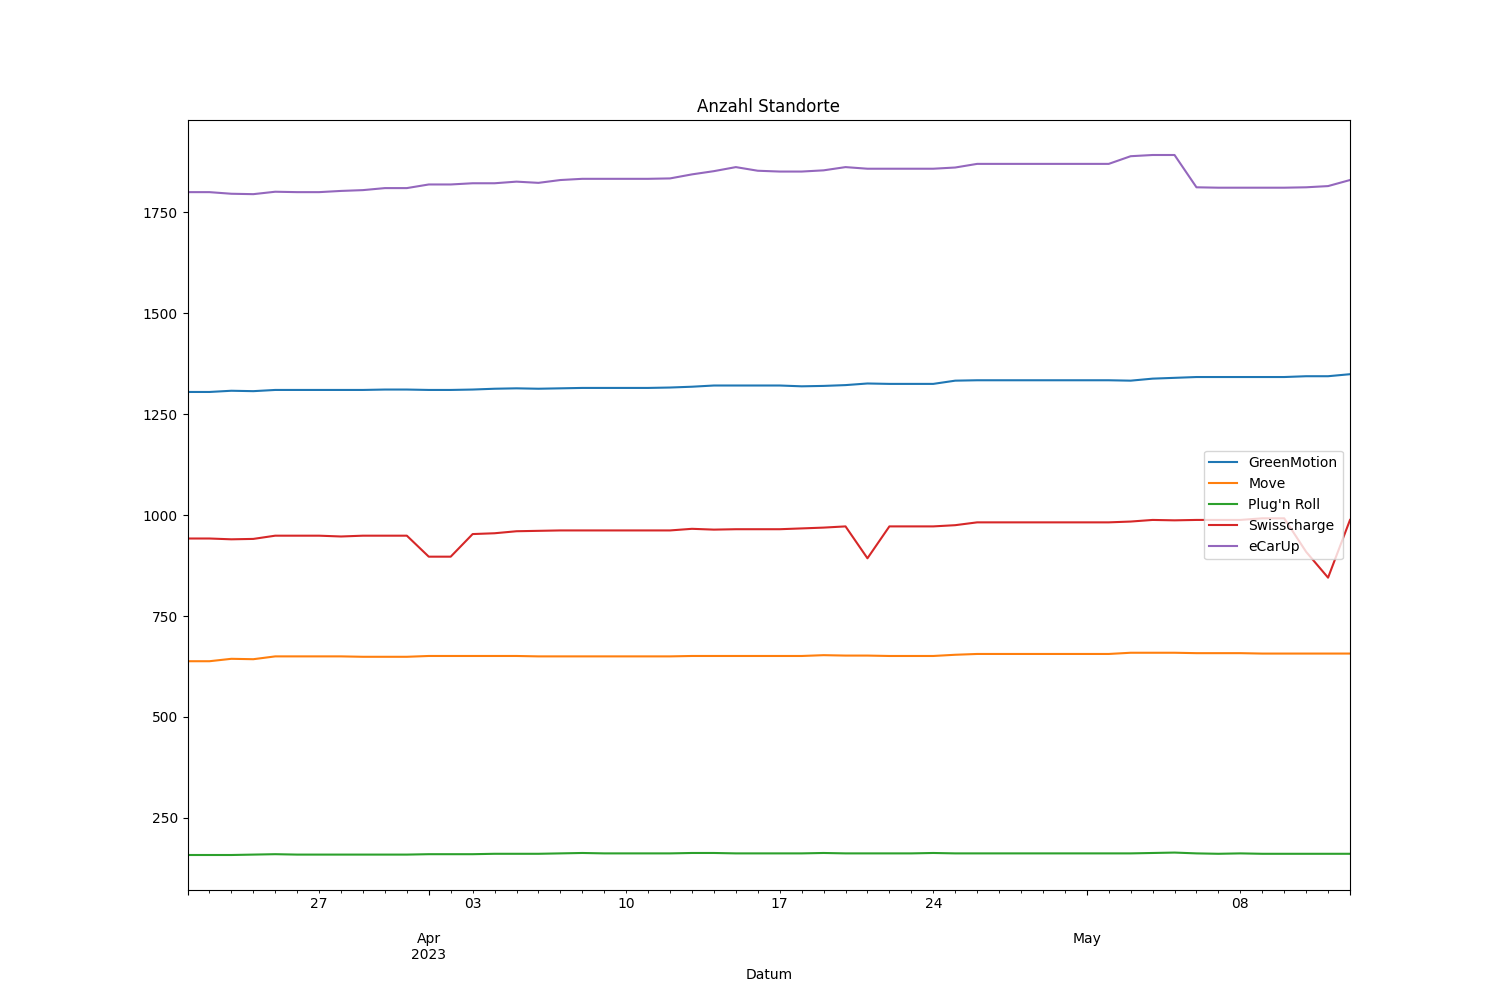 Anzahl Standorte
1750
1500
1250
1000
750
500
250
GreenMotion
Move
Plug'n Roll
Swisscharge
eCarUp
27 03 10 17 24 08
Apr May
2023
Datum